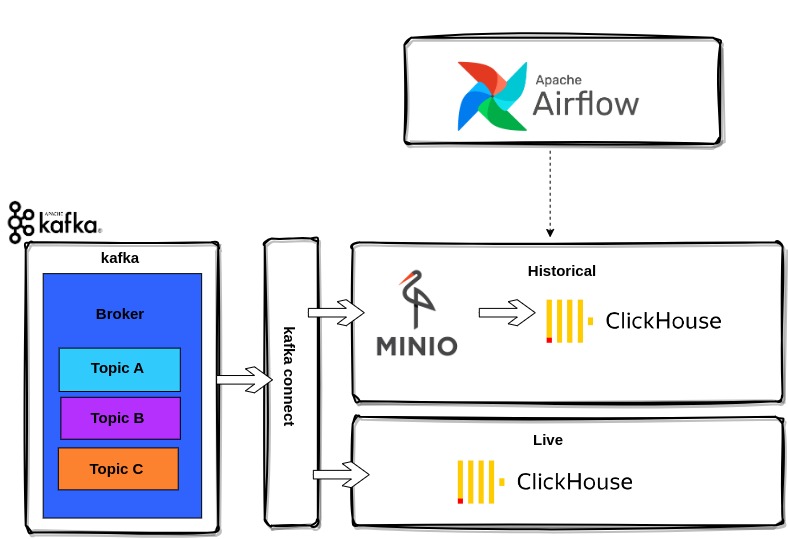 Apache
Airflow
APACHE
kafka®
kafka
Broker
Topic A
Topic B
Topic C
kafka connect
Historical
MINIO
ClickHouse
Live
ClickHouse